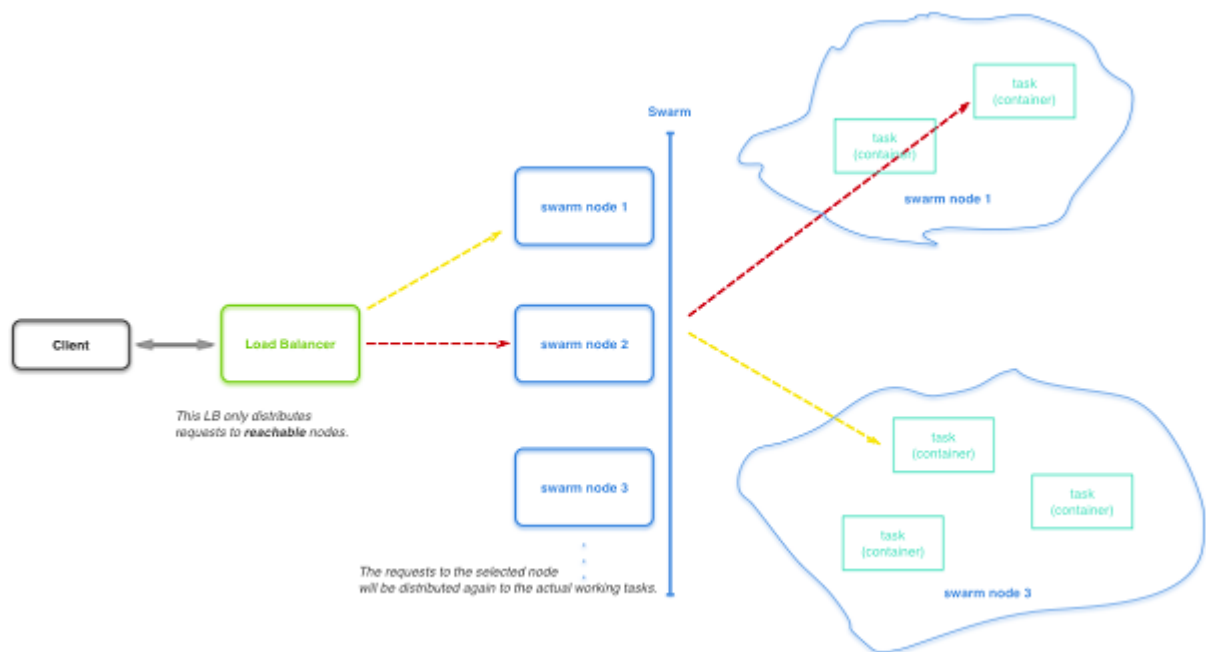 Client
Load Balancer
This LB only distributes
requests to reachable nodes.
swarm node 1
swarm node 2
swarm node 3
The requests to the selected node
will be distributed again to the actual working tasks.
Swarm
task
(container)
task
(container)
swarm node 1
task
(container)
task
(container)
task
(container)
swarm node 3